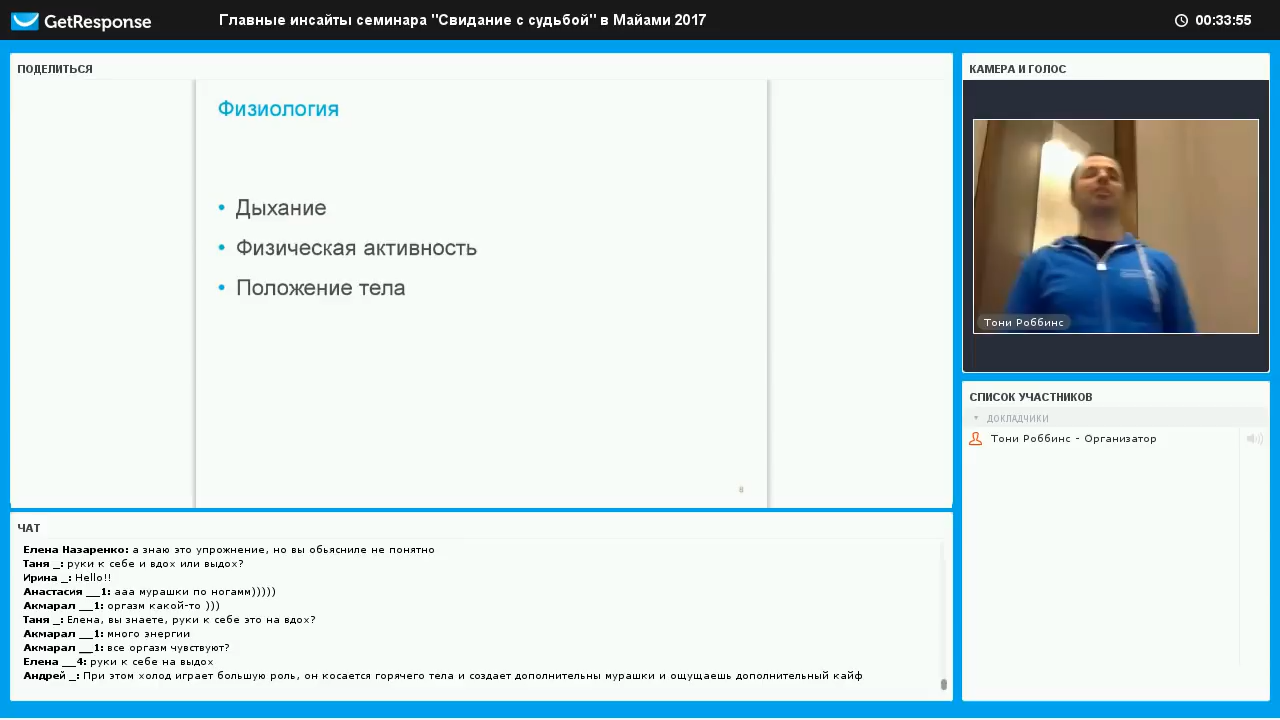 GetResponse
Главные инсайты семинара "Свидание с судьбой" в Майами 2017
00:33:55
ПОДЕЛИТЬСЯ
Физиология
• Дыхание
• Физическая активность
• Положение тела
8
КАМЕРА И ГОЛОС
Тони Роббинс
СПИСОК УЧАСТНИКОВ
ДОКЛАДЧИКИ
Тони Роббинс - Организатор
ЧАТ
Елена Назаренко: а знаю это упрожнение, но вы обьясниле не понятно
Таня _: руки к себе и вдох или выдох?
Ирина _: Hello!!
Анастасия __1: ааа мурашки по ногамм)))))
Акмарал __1: оргазм какой-то )))
Таня _: Елена, вы знаете, руки к себе это на вдох?
Акмарал __1: много энергии
Акмарал __1: все оргазм чувствуют?
Елена __4: руки к себе на выдох
Андрей _: При этом холод играет большую роль, он косается горячего тела и создает дополнительны мурашки и ощущаешь дополнительный кайф